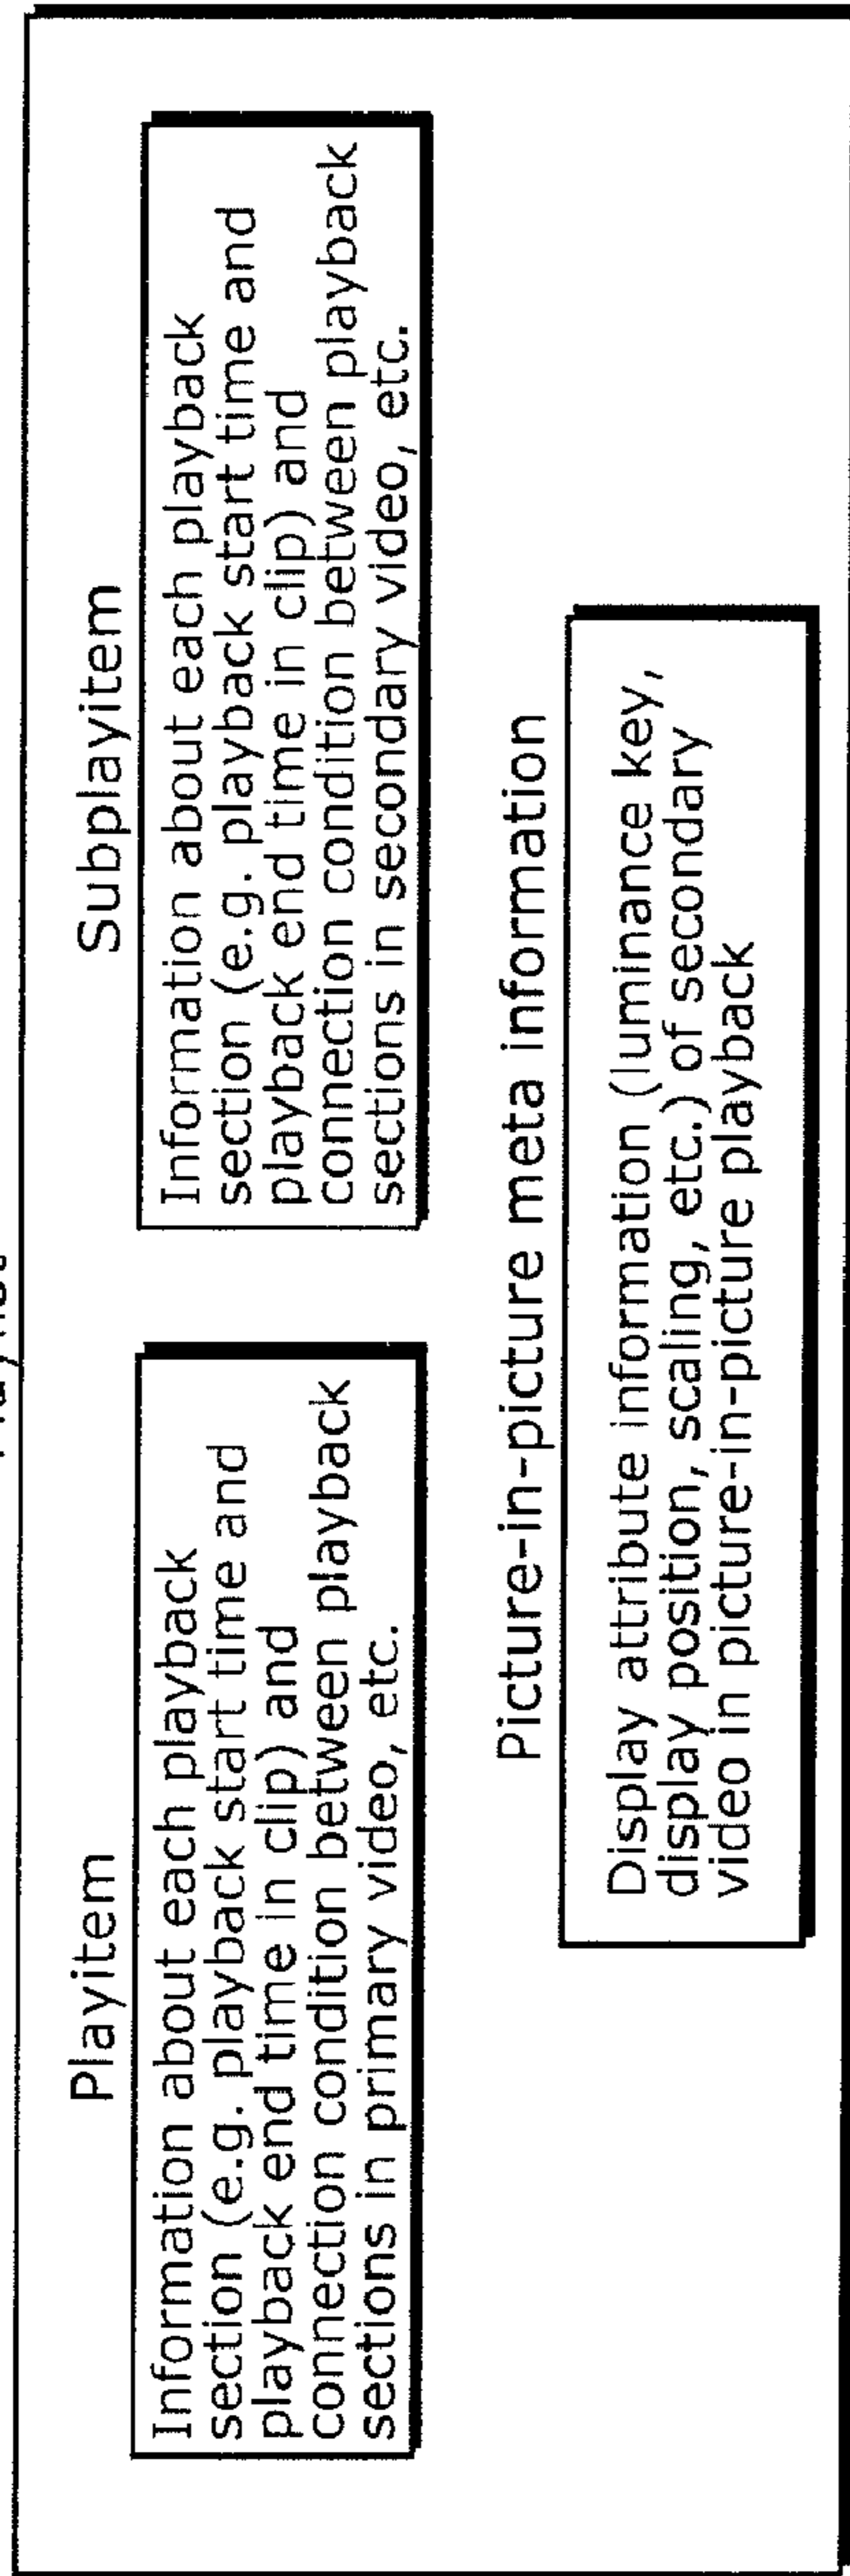 Playitem
Information about each playback
section (e.g. playback start time and
playback end time in clip) and
connection condition between playback
sections in primary video, etc.
Subplayitem
Information about each playback
section (e.g. playback start time and
playback end time in clip) and
connection condition between playback
sections in secondary video, etc.
Picture-in-picture meta information
Display attribute information (luminance key,
display position, scaling, etc.) of secondary
video in picture-in-picture playback